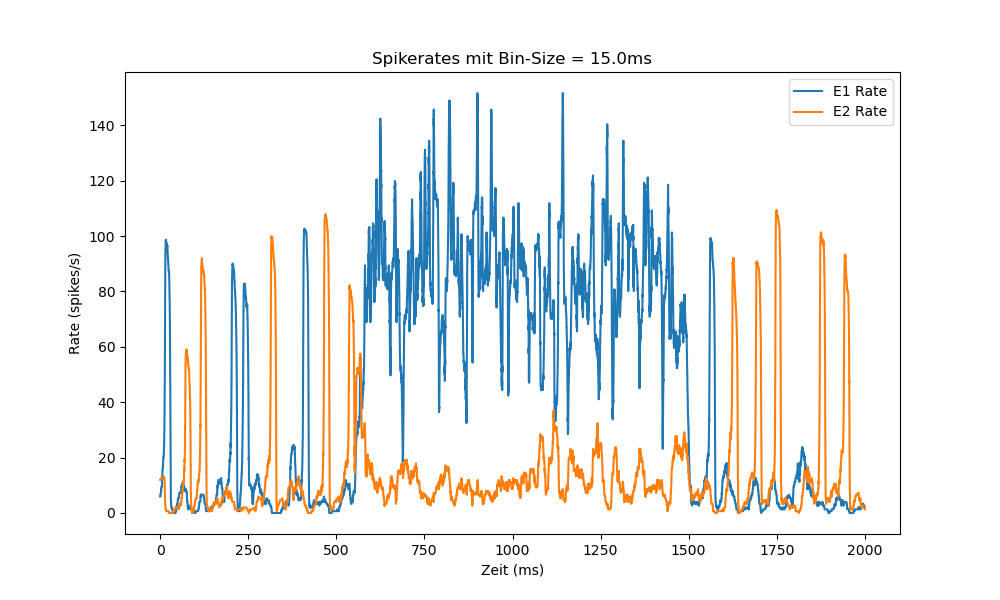 Spikerates mit Bin-Size = 15.0ms
E1 Rate
E2 Rate
Rate (spikes/s)
140
120
100
80
60
40
20
0
0 250 500 750 1000 1250 1500 1750 2000
Zeit (ms)